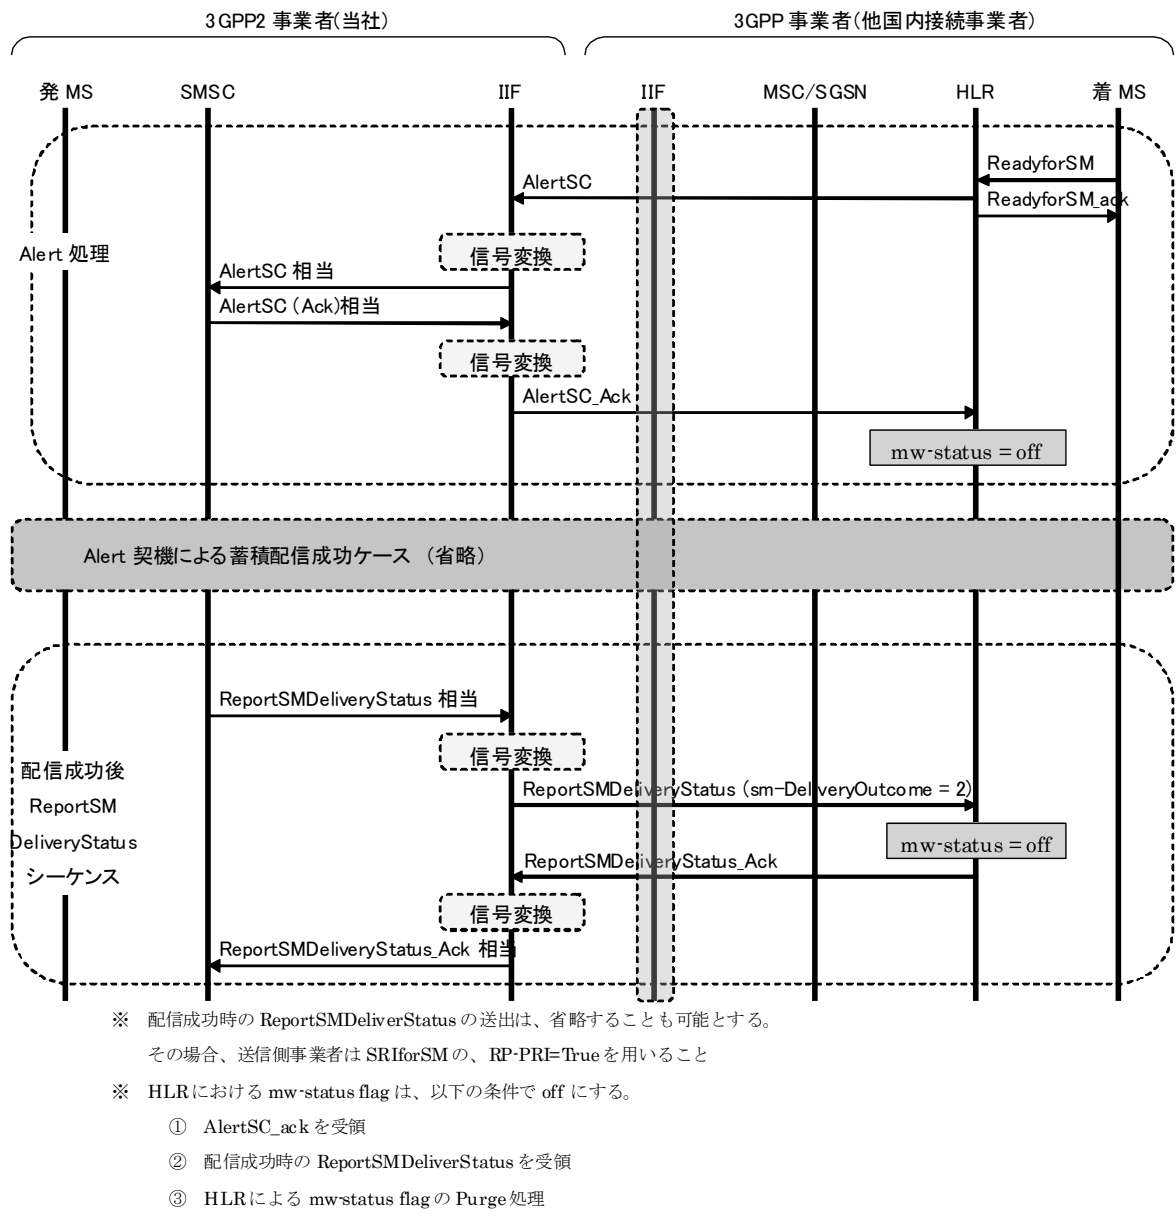 3GPP2 事業者(当社)
3GPP 事業者(他国内接続事業者)
発 MS
SMSC
IIF
IIF
MSC/SGSN
HLR
着 MS
ReadyforSM
AlertSC
ReadyforSM_ack
Alert 処理
信号変換
AlertSC 相当
AlertSC (Ack)相当
信号変換
AlertSC_Ack
mw-status = off
Alert 契機による蓄積配信成功ケース （省略）
ReportSMDeliveryStatus 相当
信号変換
配信成功後
ReportSM
DeliveryStatus
シーケンス
ReportSMDeliveryStatus (sm-DeliveryOutcome = 2)
mw-status = off
ReportSMDeliveryStatus_Ack
信号変換
ReportSMDeliveryStatus_Ack 相当
※ 配信成功時の ReportSMDeliverStatus の送出は、省略することも可能とする。
その場合、送信側事業者は SRIforSM の、RP-PRI=True を用いること
※ HLR における mw-status flag は、以下の条件で off にする。
① AlertSC_ack を受領
② 配信成功時の ReportSMDeliverStatus を受領
③ HLR による mw-status flag の Purge 処理